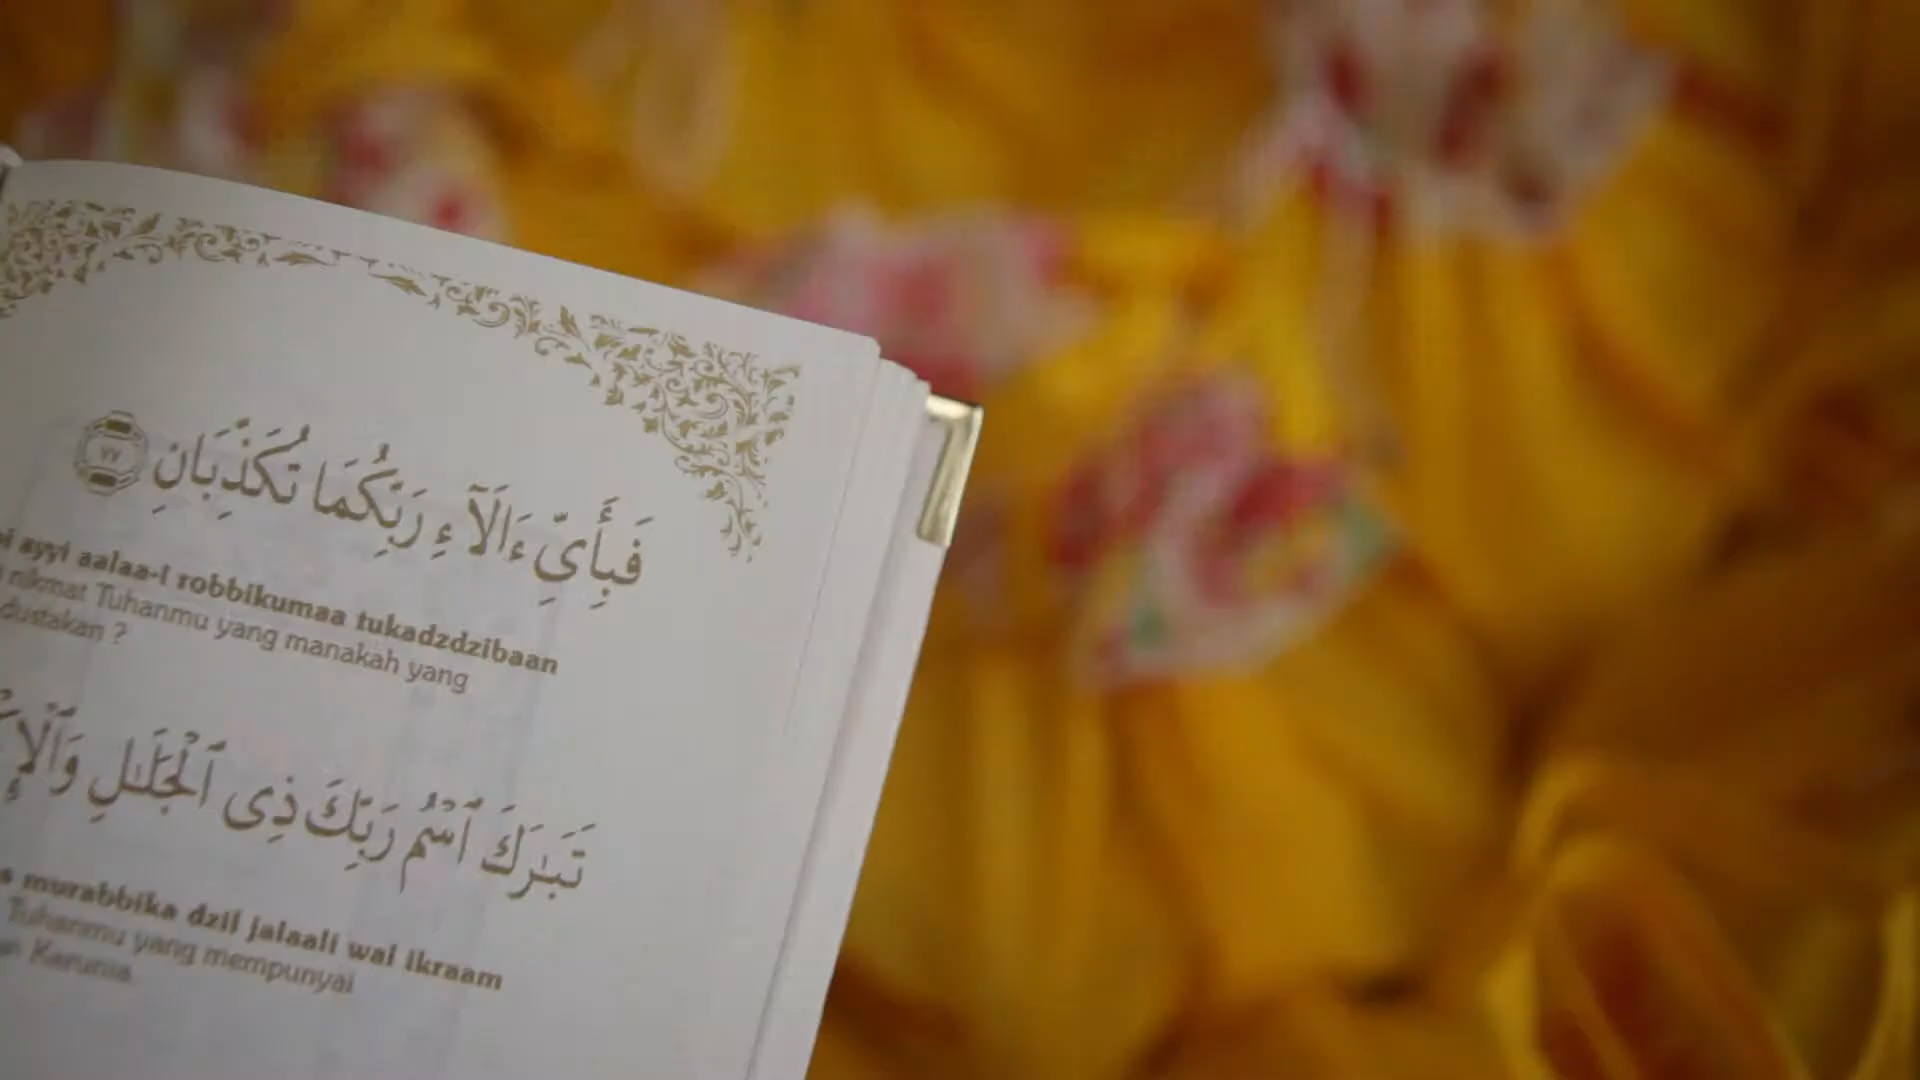 فَبِأَيِّ ءَالَآءِ رَبِّكُمَا تُكَذِّبَانِ ٧٧
ayyi aalaa-i robbikumaa tukadzdzibaan
nikmat Tuhanmu yang manakah yang
dustakan ?
تَبَـٰرَكَ ٱسْمُ رَبِّكَ ذِى ٱلْجَلَـٰلِ
murabbika dzil jalaali wal ikraam
Tuhanmu yang mempunyai
Karunia.